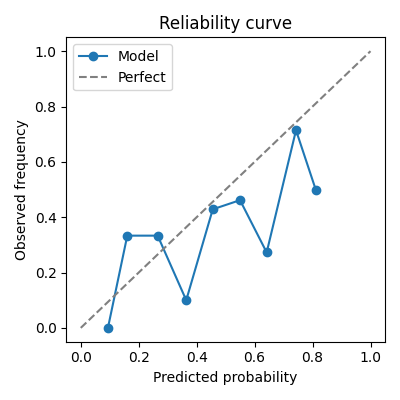 Reliability curve
Model
Perfect
Observed frequency
1.0
0.8
0.6
0.4
0.2
0.0
0.0 0.2 0.4 0.6 0.8 1.0
Predicted probability